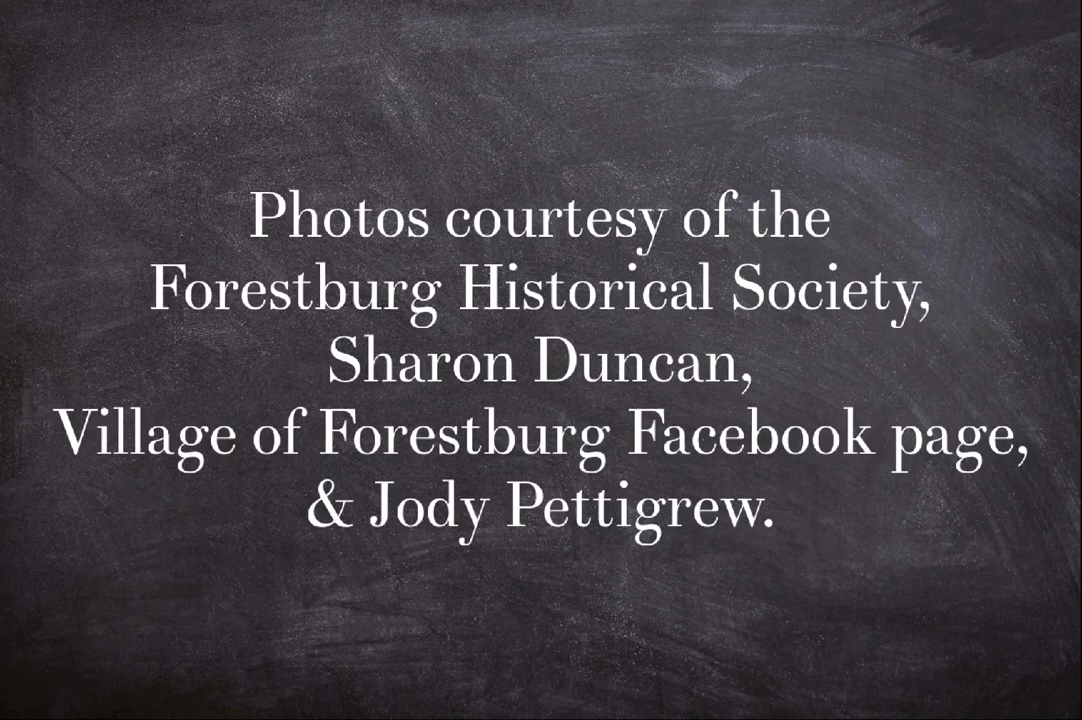 Photos courtesy of the
Forestburg Historical Society,
Sharon Duncan,
Village of Forestburg Facebook page,
& Jody Pettigrew.